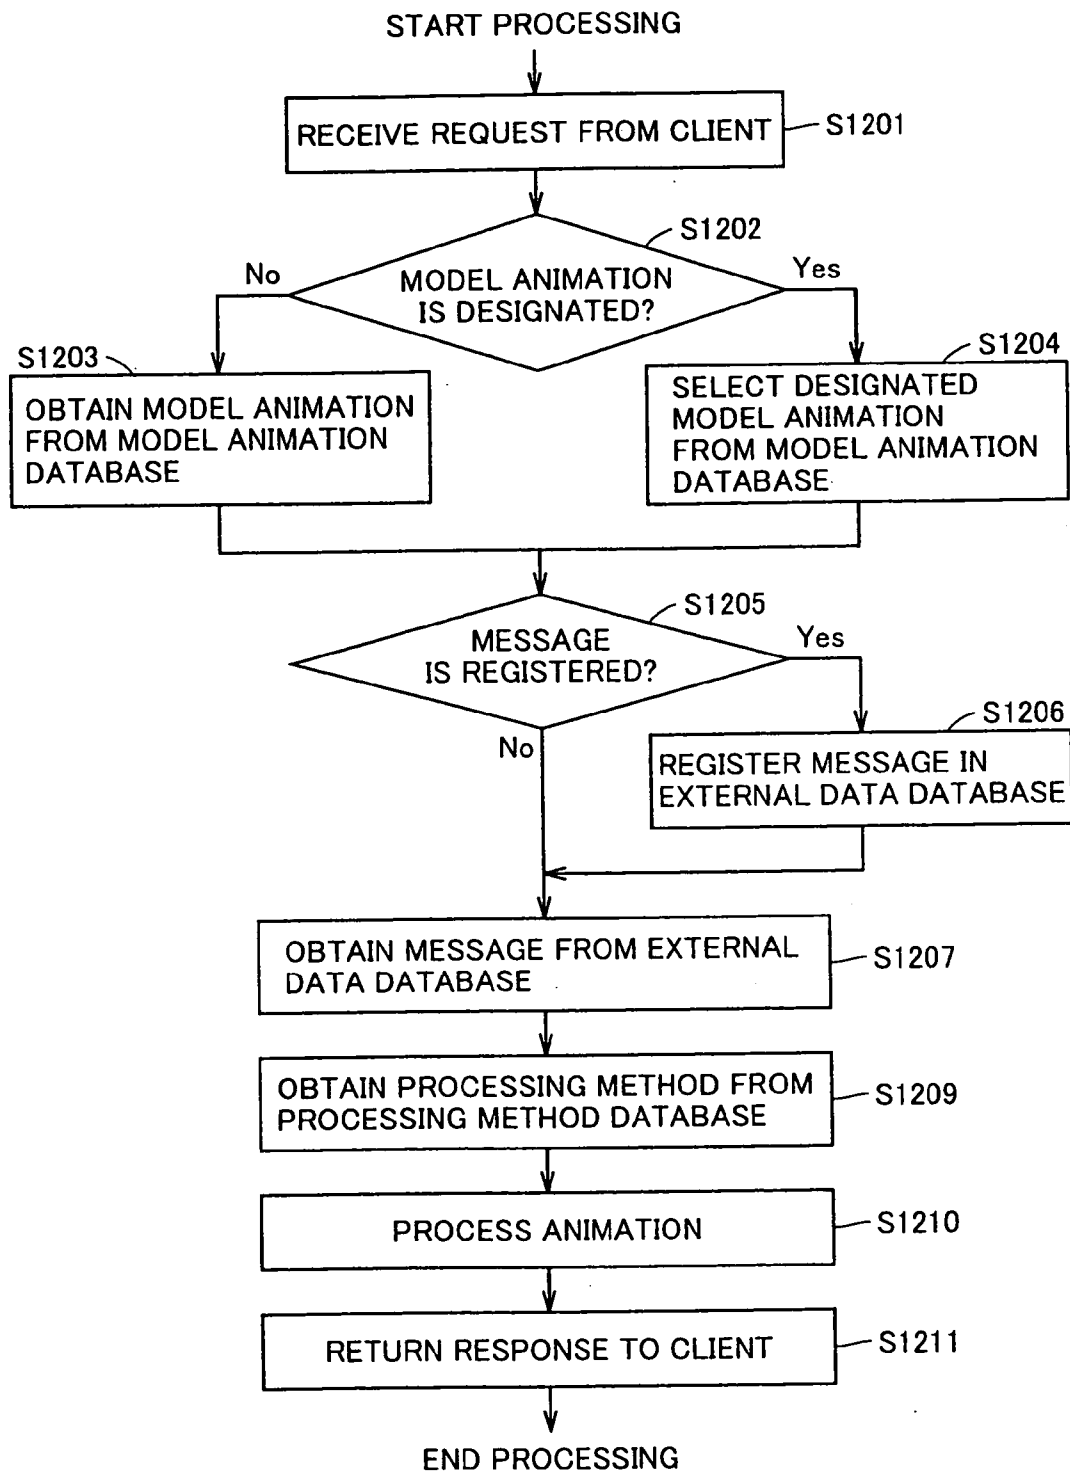 START PROCESSING
RECEIVE REQUEST FROM CLIENT
S1201
S1202
No
MODEL ANIMATION
IS DESIGNATED?
Yes
S1203
OBTAIN MODEL ANIMATION
FROM MODEL ANIMATION
DATABASE
S1204
SELECT DESIGNATED
MODEL ANIMATION
FROM MODEL ANIMATION
DATABASE
S1205
MESSAGE
IS REGISTERED?
Yes
No
S1206
REGISTER MESSAGE IN
EXTERNAL DATA DATABASE
OBTAIN MESSAGE FROM EXTERNAL
DATA DATABASE
S1207
OBTAIN PROCESSING METHOD FROM
PROCESSING METHOD DATABASE
S1209
PROCESS ANIMATION
S1210
RETURN RESPONSE TO CLIENT
S1211
END PROCESSING